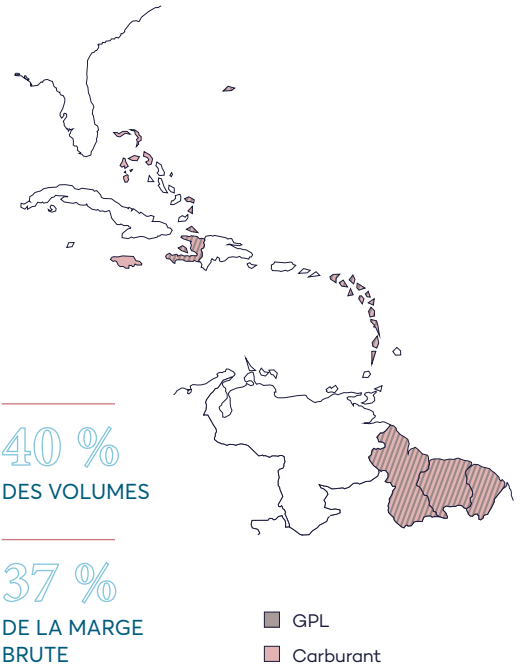 40 %
DES VOLUMES
37 %
DE LA MARGE
BRUTE
GPL
Carburant